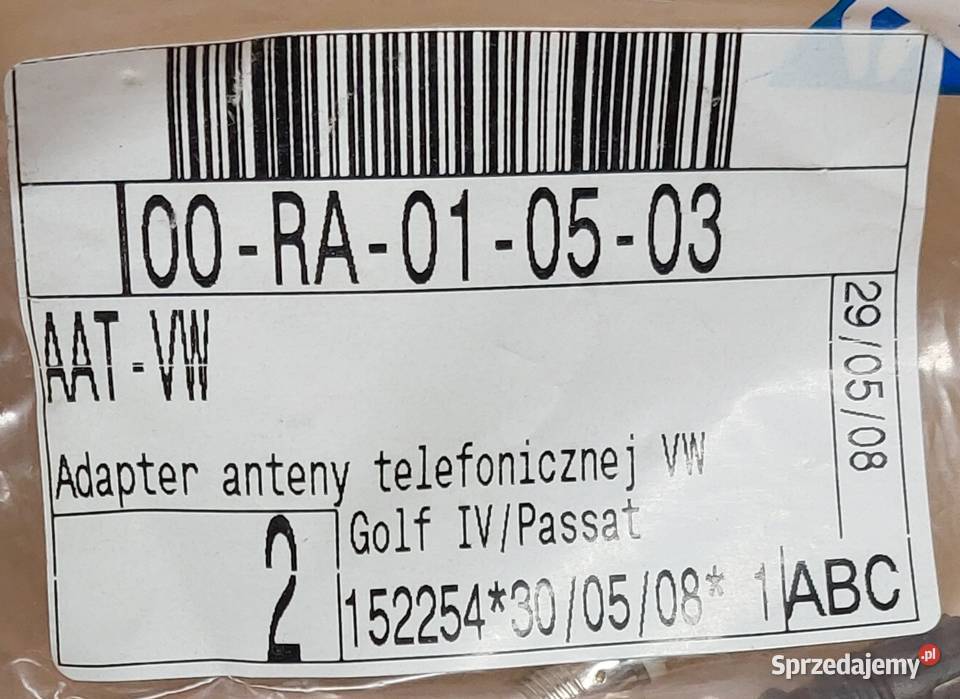 00-RA-01-05-03
AAT-VW
29/05/08
Adapter anteny telefonicznej VW
Golf IV/Passat
2
152254*30/05/08* 1
ABC
Sprzedajemy.pl